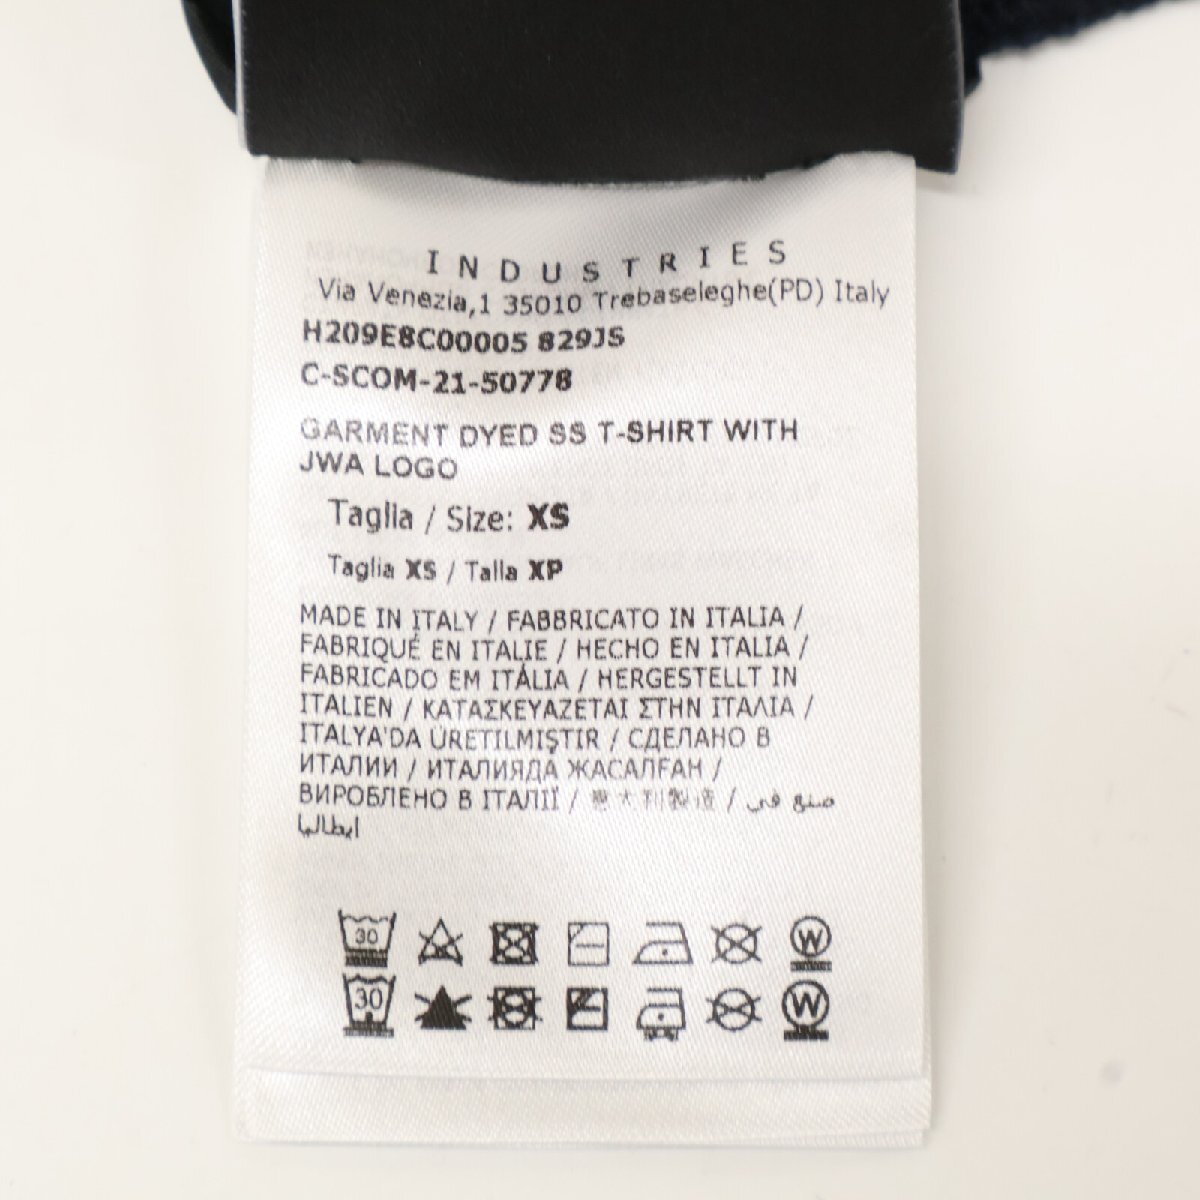 INDUSTRIES
Via Venezia,1 35010 Trebaseleghe(PD) Italy
H209E8C00005 829JS
C-SCOM-21-50778
GARMENT DYED SS T-SHIRT WITH
JWA LOGO
Taglia / Size: XS
Taglia XS / Talla XP
MADE IN ITALY / FABBRICATO IN ITALIA /
FABRIQUÉ EN ITALIE / HECHO EN ITALIA /
FABRICADO EM ITÁLIA / HERGESTELLT IN
ITALIEN / ΚΑΤΑΣΚΕΥΑΖΕΤΑΙ ΣΤΗΝ ΙΤΑΛΙΑ /
ITALYA'DA ÜRETILMIŞTIR / СДЕЛАНО В
ИТАЛИИ / ИТАЛИЯДА ЖАСАЛҒАН /
ВИРОБЛЕНО В ІТАЛІЇ / 意大利製造 / صنع في
ايطاليا
30 W
30 W